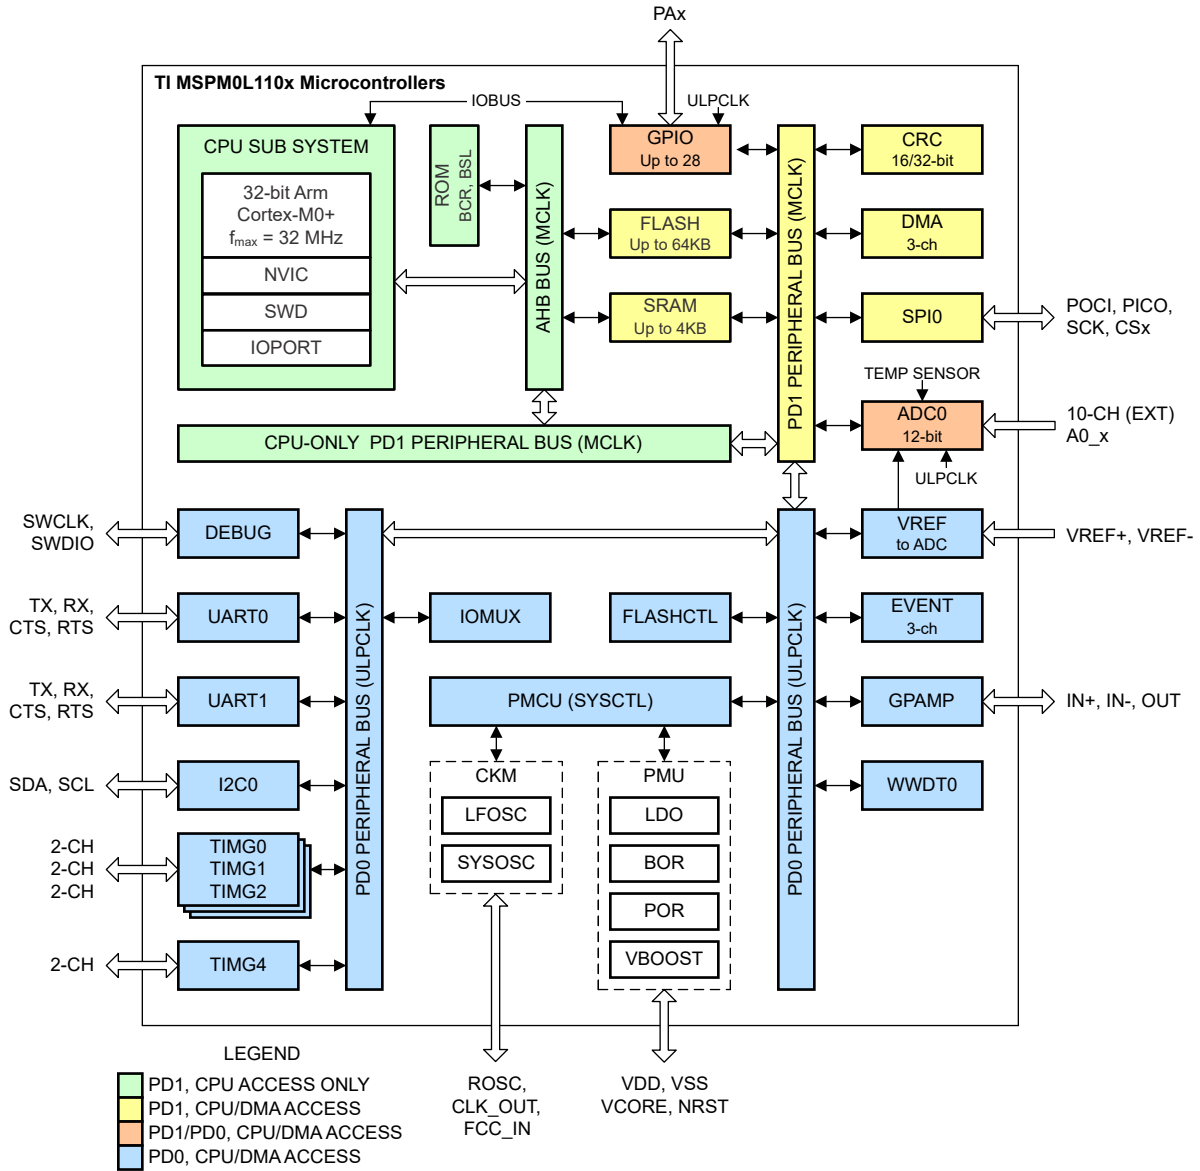 PAx
TI MSPM0L110x Microcontrollers
IOBUS
ULPCLK
CPU SUB SYSTEM
32-bit Arm
Cortex-M0+
fmax = 32 MHz
NVIC
SWD
IOPORT
ROM
BCR, BSL
AHB BUS (MCLK)
GPIO
Up to 28
FLASH
Up to 64KB
SRAM
Up to 4KB
PD1 PERIPHERAL BUS (MCLK)
CRC
16/32-bit
DMA
3-ch
SPI0
POCI, PICO,
SCK, CSx
TEMP SENSOR
ADC0
12-bit
10-CH (EXT)
A0_x
ULPCLK
CPU-ONLY PD1 PERIPHERAL BUS (MCLK)
SWCLK,
SWDIO
DEBUG
TX, RX,
CTS, RTS
UART0
TX, RX,
CTS, RTS
UART1
SDA, SCL
I2C0
2-CH
2-CH
2-CH
TIMG0
TIMG1
TIMG2
2-CH
TIMG4
PD0 PERIPHERAL BUS (ULPCLK)
IOMUX
FLASHCTL
PMCU (SYSCTL)
CKM
LFOSC
SYSOSC
PMU
LDO
BOR
POR
VBOOST
PD0 PERIPHERAL BUS (ULPCLK)
VREF
to ADC
VREF+, VREF-
EVENT
3-ch
GPAMP
IN+, IN-, OUT
WWDT0
ROSC,
CLK_OUT,
FCC_IN
VDD, VSS
VCORE, NRST
LEGEND
PD1, CPU ACCESS ONLY
PD1, CPU/DMA ACCESS
PD1/PD0, CPU/DMA ACCESS
PD0, CPU/DMA ACCESS